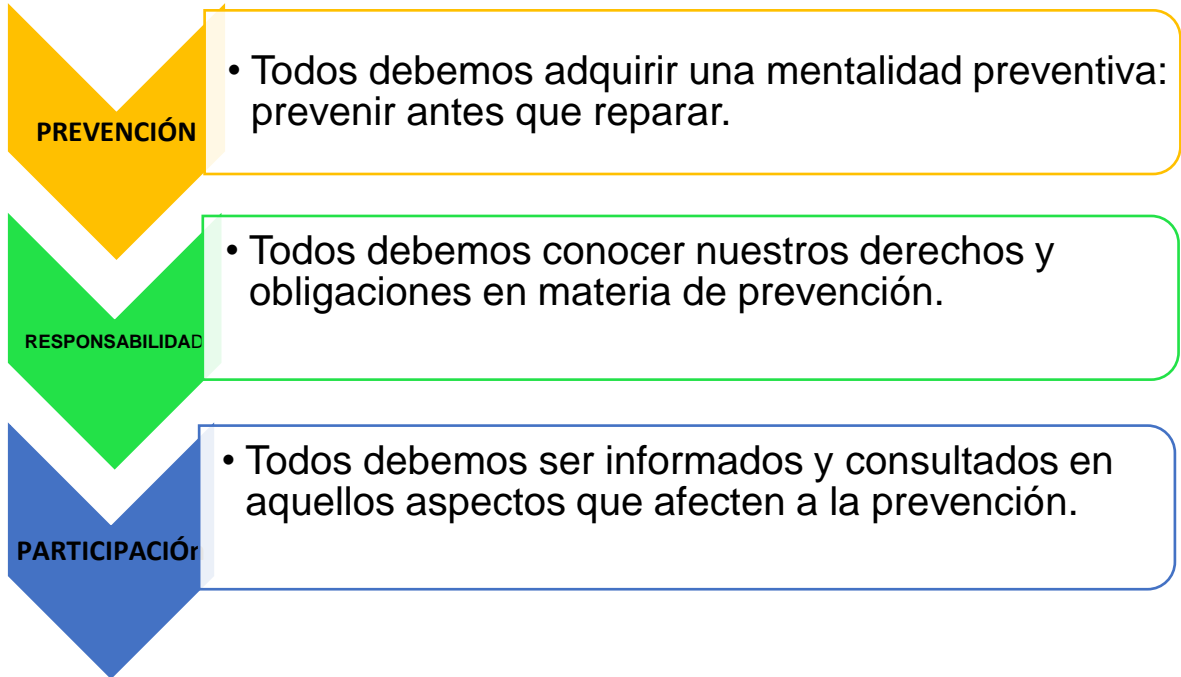 PREVENCIÓN
• Todos debemos adquirir una mentalidad preventiva:
prevenir antes que reparar.
RESPONSABILIDAD
• Todos debemos conocer nuestros derechos y
obligaciones en materia de prevención.
PARTICIPACIÓN
• Todos debemos ser informados y consultados en
aquellos aspectos que afecten a la prevención.